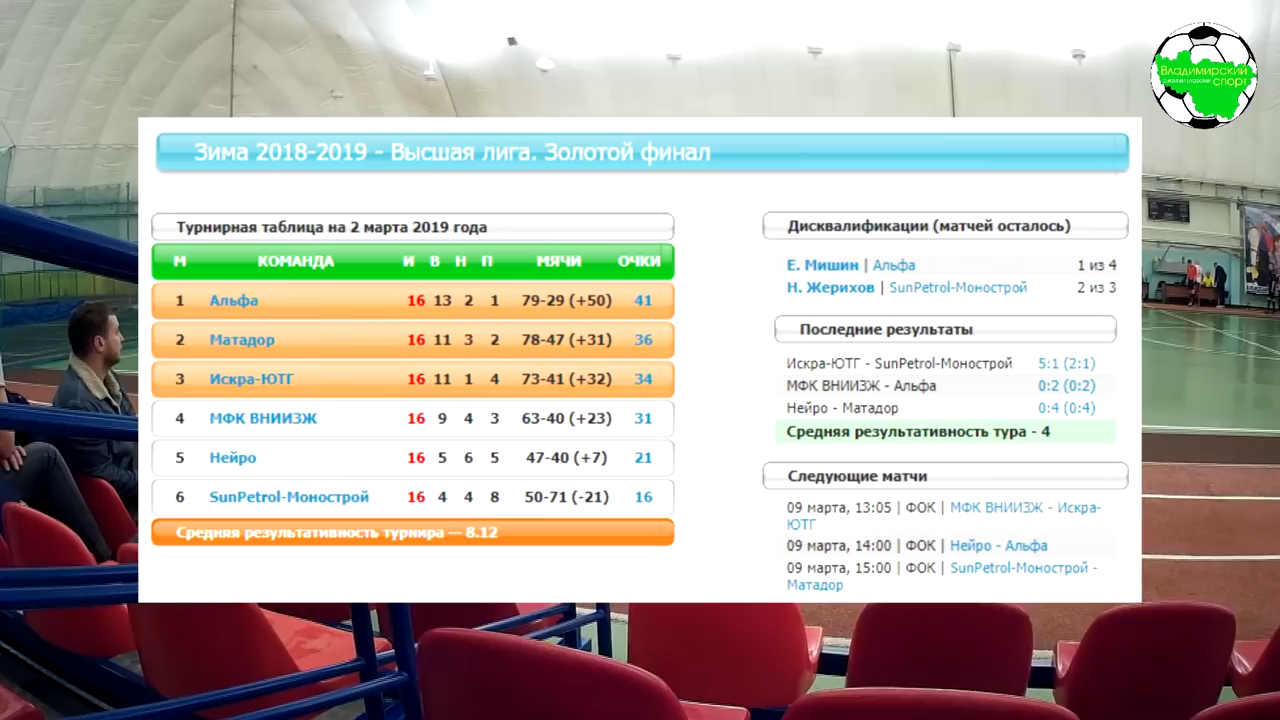 Владимирский
спорт
Зима 2018-2019 - Высшая лига. Золотой финал
Турнирная таблица на 2 марта 2019 года
М КОМАНДА И В Н П МЯЧИ ОЧКИ
1 Альфа 16 13 2 1 79-29 (+50) 41
2 Матадор 16 11 3 2 78-47 (+31) 36
3 Искра-ЮТГ 16 11 1 4 73-41 (+32) 34
4 МФК ВНИИЗЖ 16 9 4 3 63-40 (+23) 31
5 Нейро 16 5 6 5 47-40 (+7) 21
6 SunPetrol-Монострой 16 4 4 8 50-71 (-21) 16
Средняя результативность турнира — 8.12
Дисквалификации (матчей осталось)
Е. Мишин | Альфа 1 из 4
Н. Жерихов | SunPetrol-Монострой 2 из 3
Последние результаты
Искра-ЮТГ - SunPetrol-Монострой 5:1 (2:1)
МФК ВНИИЗЖ - Альфа 0:2 (0:2)
Нейро - Матадор 0:4 (0:4)
Средняя результативность тура - 4
Следующие матчи
09 марта, 13:05 | ФОК | МФК ВНИИЗЖ - Искра-
ЮТГ
09 марта, 14:00 | ФОК | Нейро - Альфа
09 марта, 15:00 | ФОК | SunPetrol-Монострой -
Матадор